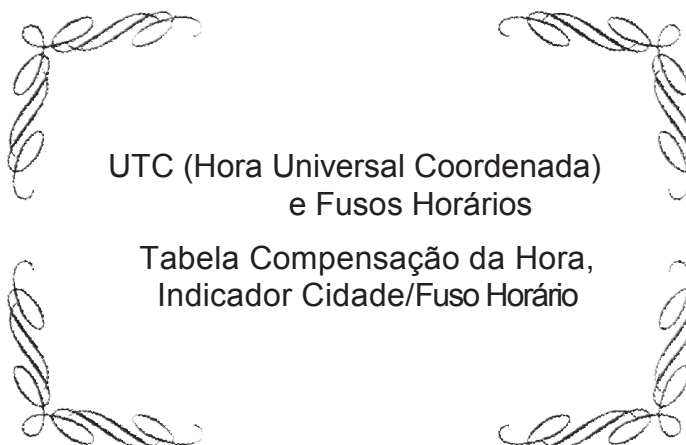 UTC (Hora Universal Coordenada)
e Fusos Horários
Tabela Compensação da Hora,
Indicador Cidade/Fuso Horário